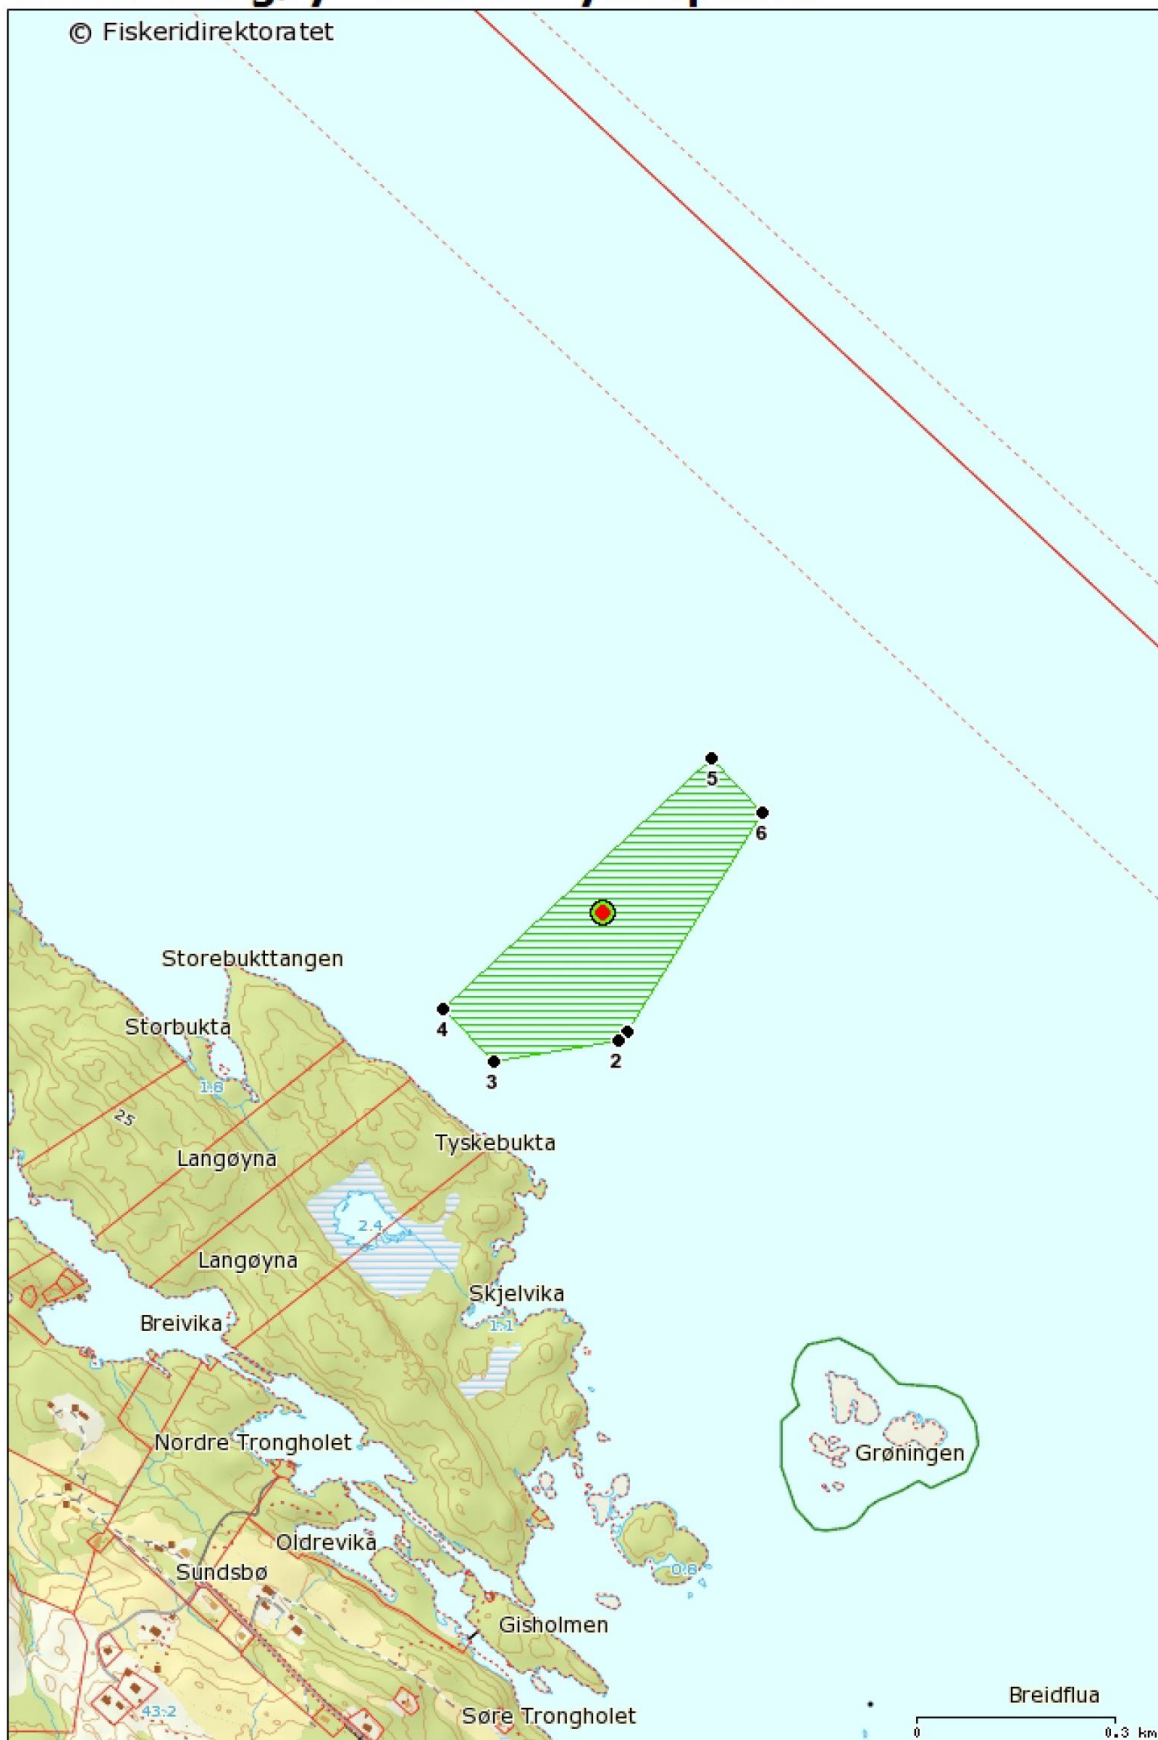 © Fiskeridirektoratet
5
6
Storebukttangen
4
Storbukta
2
3
1.8
25
Tyskebukta
Langøyna
2.4
Langøyna
Skjelvika
Breivika
1.1
Nordre Trongholet
Grøningen
Oldrevika
Sundsbø
0.8
Gisholmen
Breidflua
43.2
Søre Trongholet
0
0.3 km